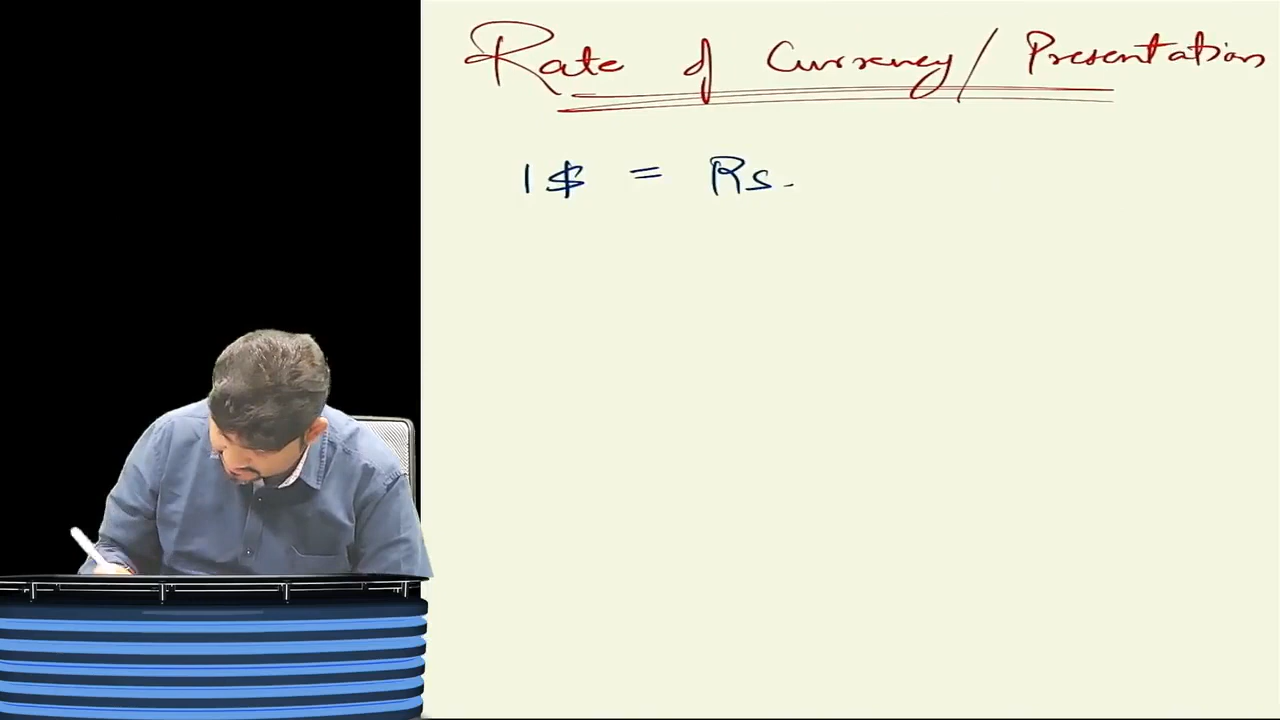 Rate of Currency/Presentation
1$ = Rs.